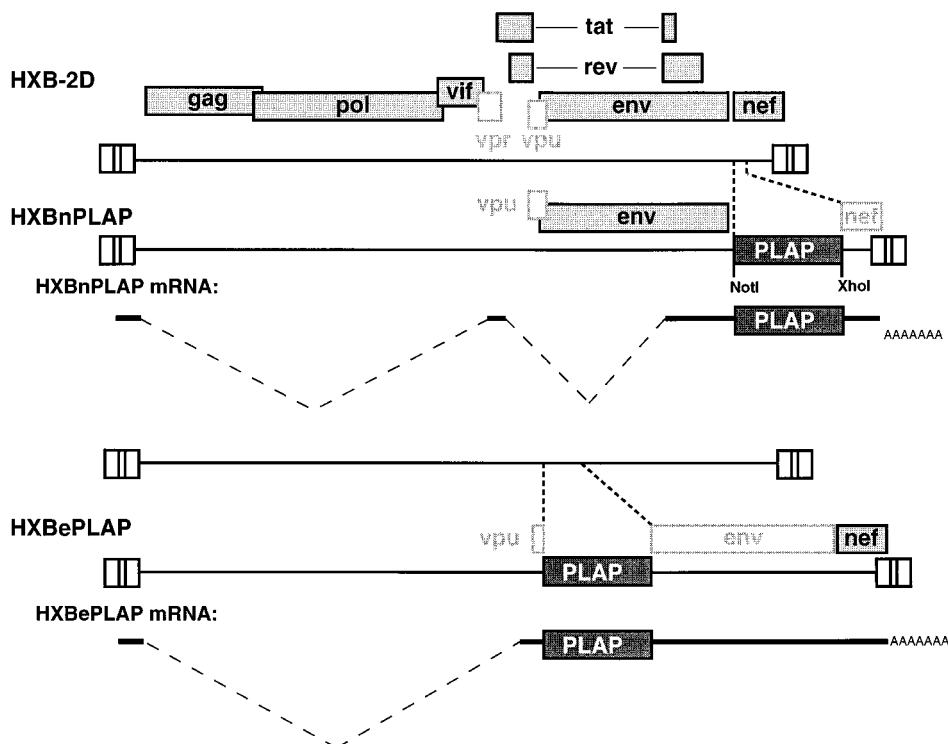 tat
rev
HXB-2D
gag
pol
vif
vpr
vpu
env
nef
HXBnPLAP
vpu
env
nef
PLAP
NotI
XhoI
HXBnPLAP mRNA:
PLAP
AAAAAAA
HXBePLAP
vpu
env
nef
PLAP
HXBePLAP mRNA:
PLAP
AAAAAAA